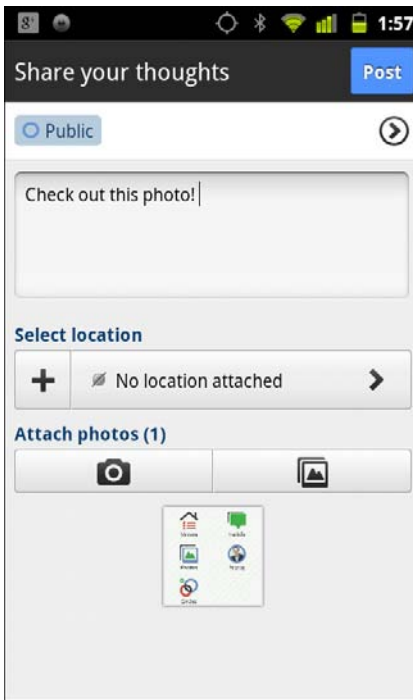 8+
1:57
Share your thoughts
Post
Public
Check out this photo!
Select location
No location attached
Attach photos (1)